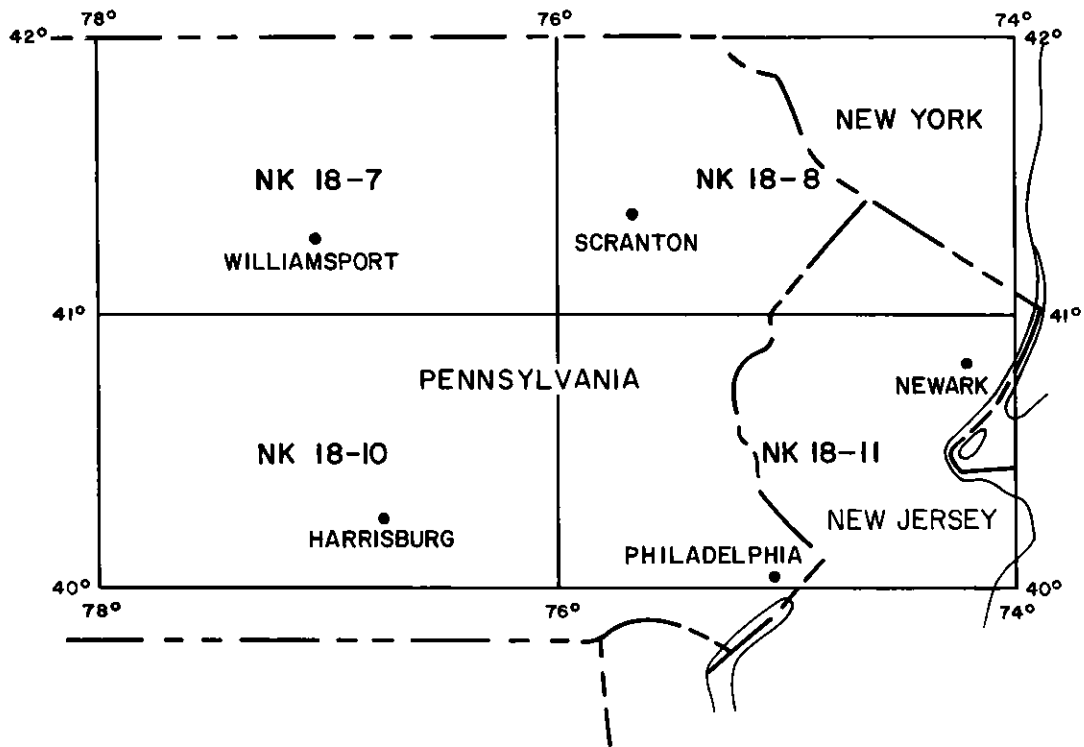 78° 76° 74°
42° 42°
NEW YORK
NK 18-7 NK 18-8
SCRANTON
WILLIAMSPORT
41° 41°
PENNSYLVANIA NEWARK
NK 18-10 NK 18-11
NEW JERSEY
HARRISBURG PHILADELPHIA
40° 40°
78° 76° 74°